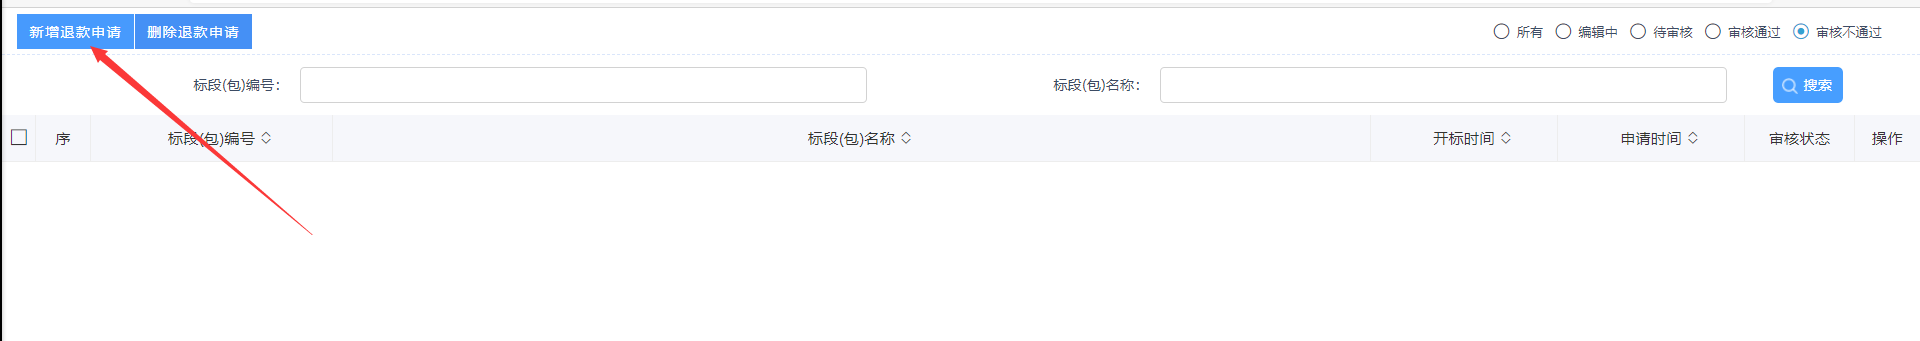 新增退款申请 删除退款申请 所有 编辑中 待审核 审核通过 审核不通过
标段(包)编号： 标段(包)名称： 搜索
序 标段(包)编号 标段(包)名称 开标时间 申请时间 审核状态 操作